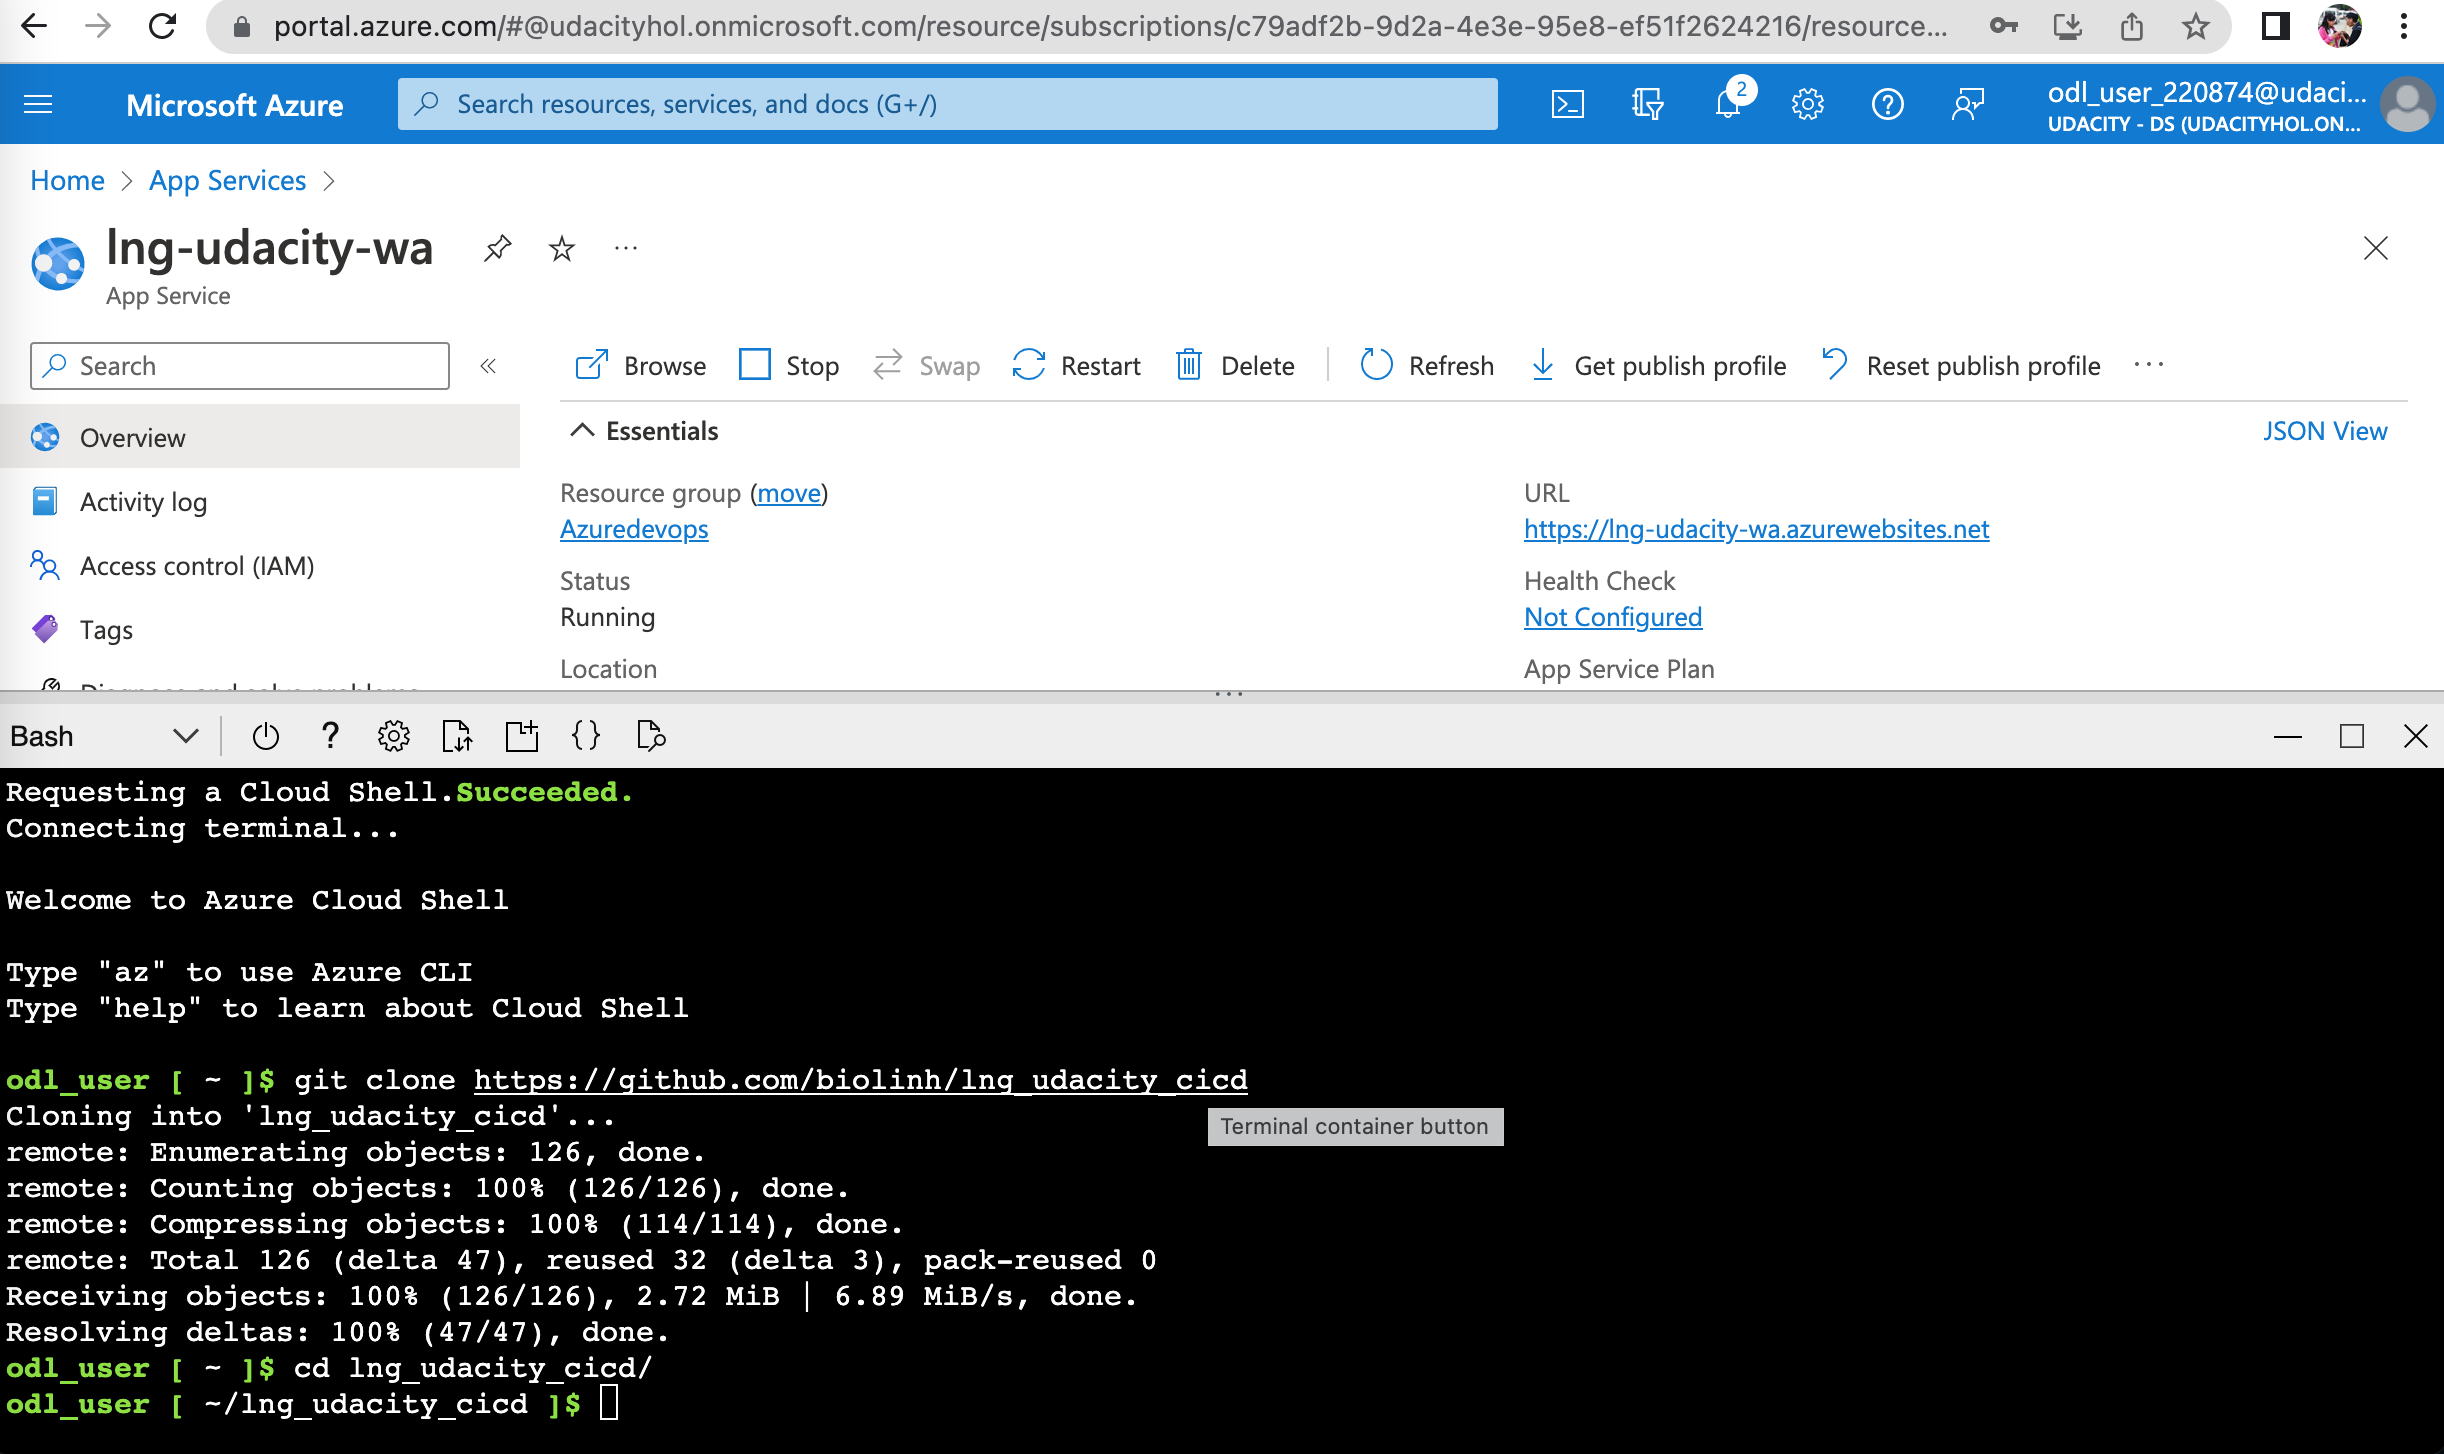 portal.azure.com/#@udacityhol.onmicrosoft.com/resource/subscriptions/c79adf2b-9d2a-4e3e-95e8-ef51f2624216/resource...
Microsoft Azure
Search resources, services, and docs (G+/)
2
odl_user_220874@udaci...
UDACITY - DS (UDACITYHOL.ON...
Home > App Services >
lng-udacity-wa
App Service
Search
«
Browse
Stop
Swap
Restart
Delete
Refresh
Get publish profile
Reset publish profile
Overview
Activity log
Access control (IAM)
Tags
Diagnose and solve problems
Essentials
JSON View
Resource group (move)
Azuredevops
Status
Running
Location
URL
https://lng-udacity-wa.azurewebsites.net
Health Check
Not Configured
App Service Plan
Bash
Requesting a Cloud Shell.Succeeded.
Connecting terminal...
Welcome to Azure Cloud Shell
Type "az" to use Azure CLI
Type "help" to learn about Cloud Shell
odl_user [ ~ ]$ git clone https://github.com/biolinh/lng_udacity_cicd
Cloning into 'lng_udacity_cicd'...
Terminal container button
remote: Enumerating objects: 126, done.
remote: Counting objects: 100% (126/126), done.
remote: Compressing objects: 100% (114/114), done.
remote: Total 126 (delta 47), reused 32 (delta 3), pack-reused 0
Receiving objects: 100% (126/126), 2.72 MiB | 6.89 MiB/s, done.
Resolving deltas: 100% (47/47), done.
odl_user [ ~ ]$ cd lng_udacity_cicd/
odl_user [ ~/lng_udacity_cicd ]$